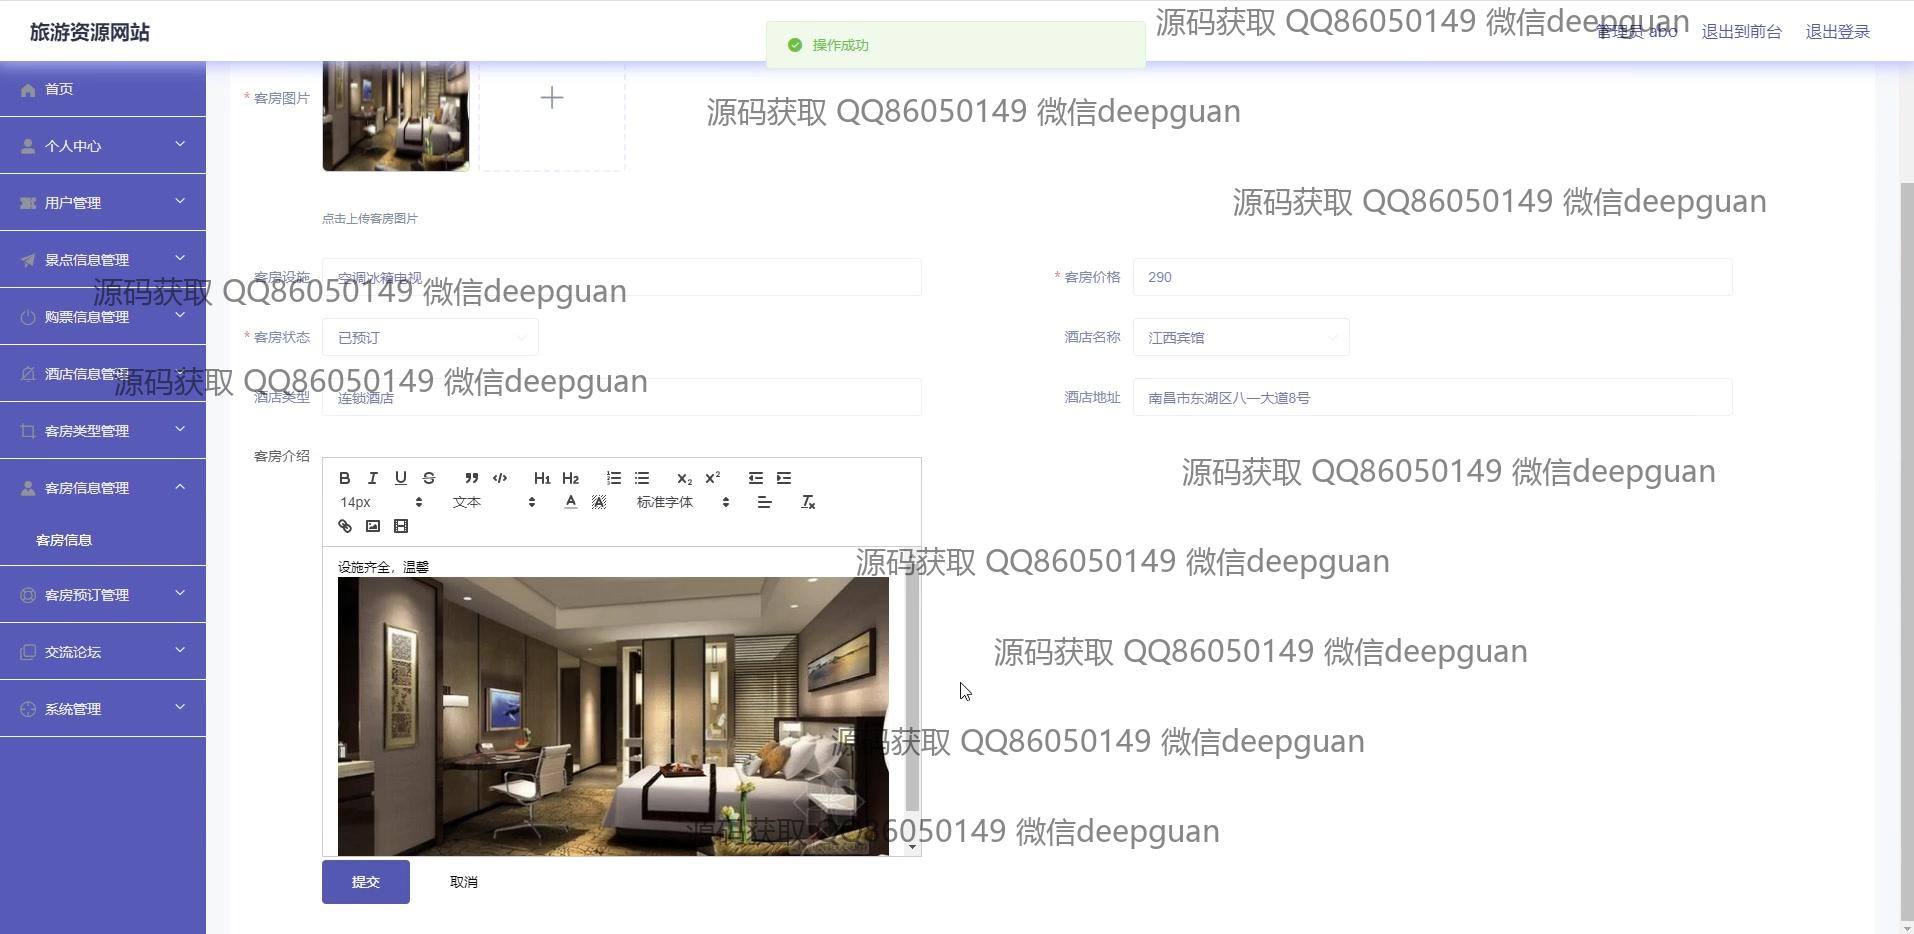 旅游资源网站
操作成功
源码获取 QQ86050149 微信deepguan
管理员 abo
退出到前台
退出登录
首页
个人中心
用户管理
景点信息管理
购票信息管理
酒店信息管理
客房类型管理
客房信息管理
客房信息
客房预订管理
交流论坛
系统管理
* 客房图片
源码获取 QQ86050149 微信deepguan
源码获取 QQ86050149 微信deepguan
点击上传客房图片
客房设施 空调冰箱电视
* 客房价格 290
源码获取 QQ86050149 微信deepguan
* 客房状态 已预订
酒店名称 江西宾馆
源码获取 QQ86050149 微信deepguan
酒店类型 连锁酒店
酒店地址 南昌市东湖区八一大道8号
客房介绍
B I U S H1 H2 X2 X2
14px 文本 A A 标准字体 Tx
源码获取 QQ86050149 微信deepguan
设施齐全，温馨
源码获取 QQ86050149 微信deepguan
源码获取 QQ86050149 微信deepguan
源码获取 QQ86050149 微信deepguan
源码获取 QQ86050149 微信deepguan
提交
取消